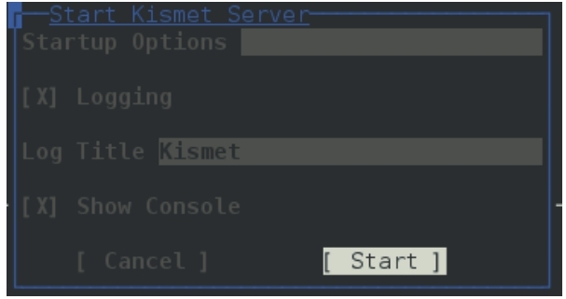 Start Kismet Server
Startup Options
[X] Logging
Log Title Kismet
[X] Show Console
[ Cancel ] [ Start ]